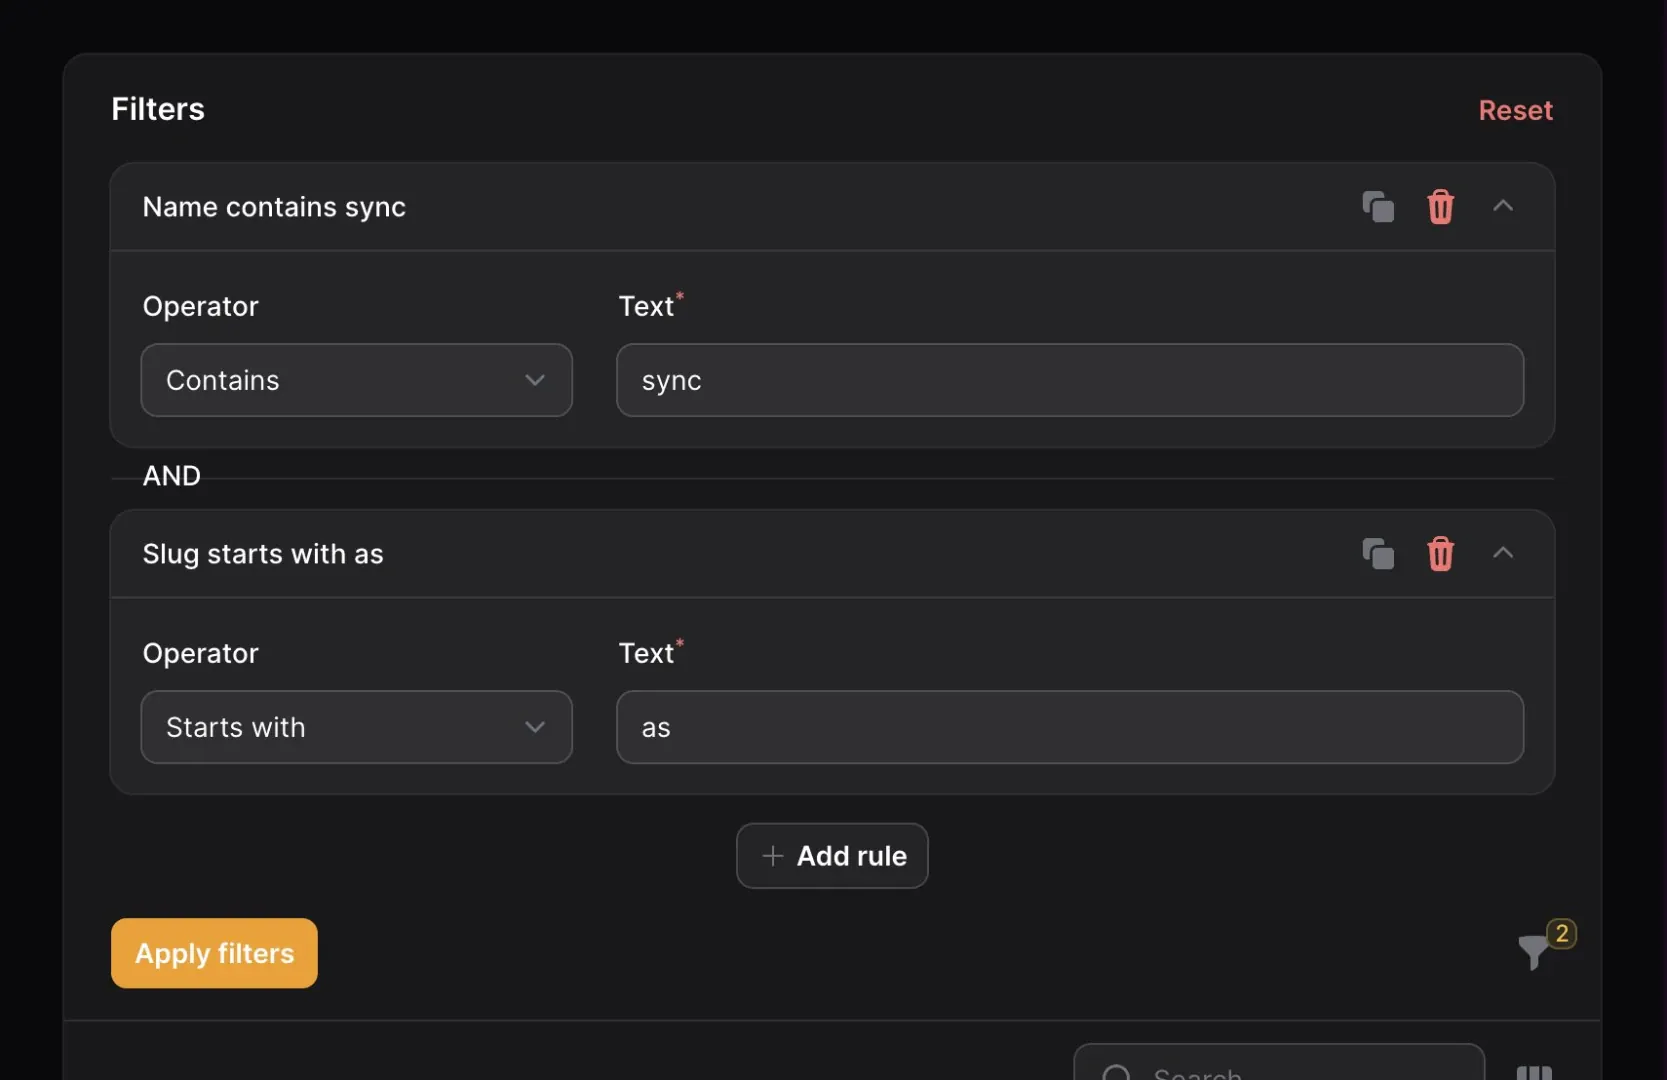 Filters
Reset
Name contains sync
Operator
Text*
Contains
sync
AND
Slug starts with as
Operator
Text*
Starts with
as
Add rule
Apply filters
2
Search